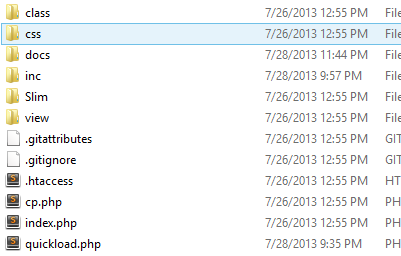 class 7/26/2013 12:55 PM File
css 7/26/2013 12:55 PM File
docs 7/28/2013 11:44 PM File
inc 7/28/2013 9:57 PM File
Slim 7/26/2013 12:55 PM File
view 7/26/2013 12:55 PM File
.gitattributes 7/26/2013 12:55 PM GIT
.gitignore 7/26/2013 12:55 PM GIT
.htaccess 7/26/2013 12:55 PM HT
cp.php 7/26/2013 12:55 PM PH
index.php 7/26/2013 12:55 PM PH
quickload.php 7/28/2013 9:35 PM PH